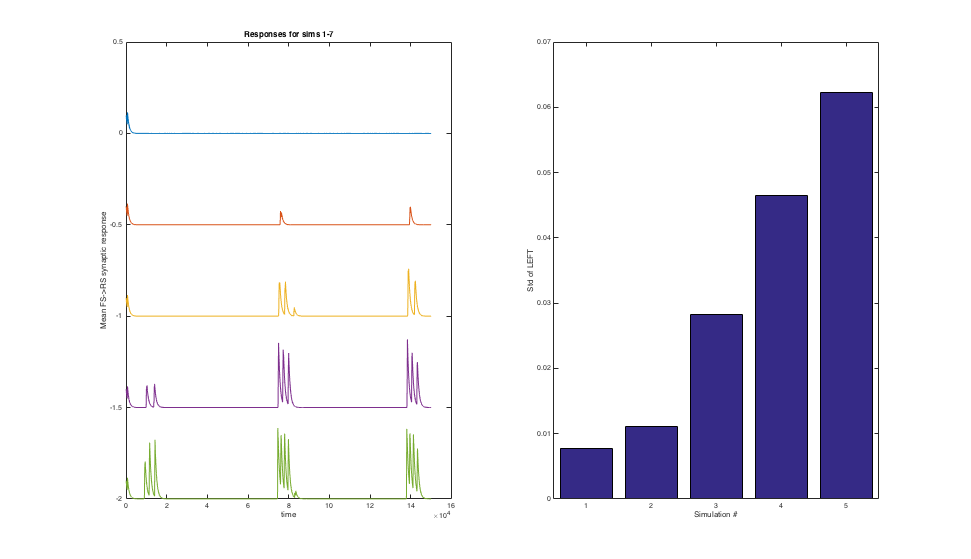 Responses for sims 1-7
Mean FS->RS synaptic response
0.5
0
-0.5
-1
-1.5
-2
0 2 4 6 8 10 12 14 16
×10^4
time
Std of LEFT
0.07
0.06
0.05
0.04
0.03
0.02
0.01
0
1 2 3 4 5
Simulation #